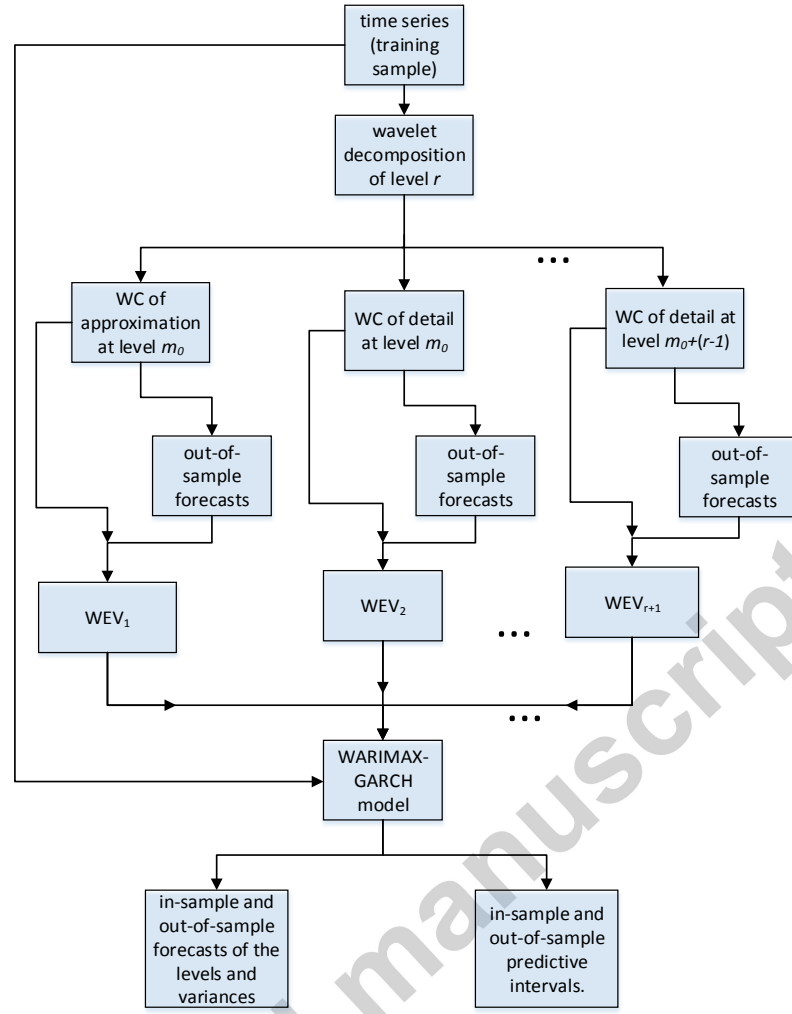 time series
(training
sample)
wavelet
decomposition
of level r
...
WC of
approximation
at level m0
WC of detail
at level m0
WC of detail at
level m0+(r-1)
out-of-
sample
forecasts
out-of-
sample
forecasts
out-of-
sample
forecasts
WEV1
WEV2
...
WEVr+1
...
WARIMAX-
GARCH
model
in-sample and
out-of-sample
forecasts of the
levels and
variances
in-sample and
out-of-sample
predictive
intervals.
manuscript